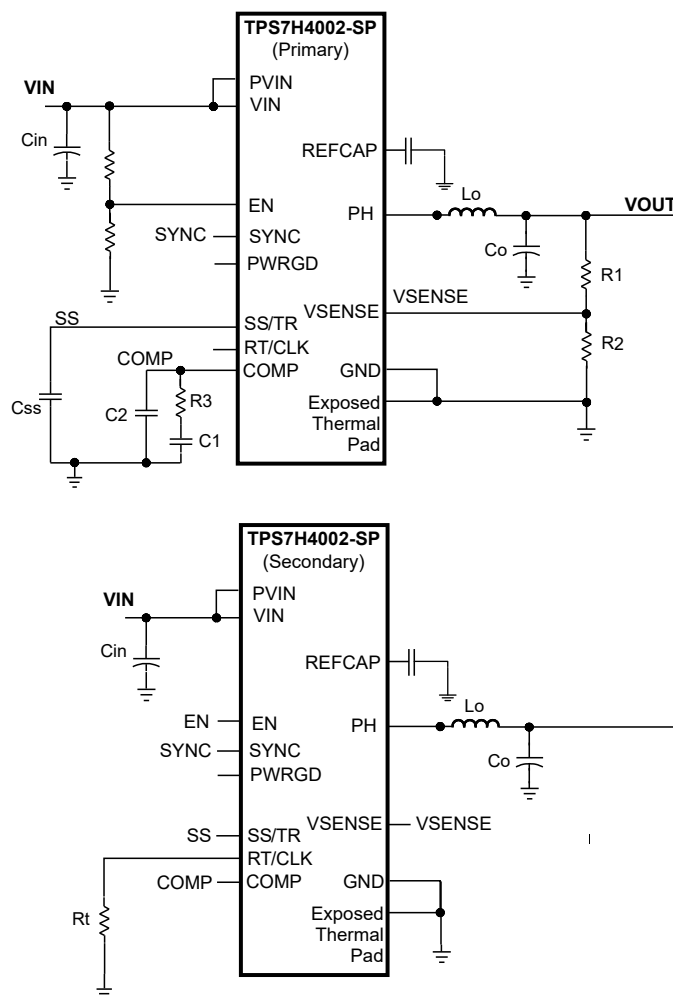 TPS7H4002-SP
(Primary)
VIN
PVIN
VIN
Cin
REFCAP
EN
PH
Lo
VOUT
SYNC
SYNC
Co
PWRGD
R1
VSENSE
VSENSE
SS
SS/TR
RT/CLK
R2
COMP
COMP
GND
Css
C2
R3
C1
Exposed
Thermal
Pad
TPS7H4002-SP
(Secondary)
VIN
PVIN
VIN
Cin
REFCAP
Lo
EN
EN
PH
SYNC
SYNC
Co
PWRGD
VSENSE
VSENSE
SS
SS/TR
RT/CLK
COMP
COMP
GND
Rt
Exposed
Thermal
Pad